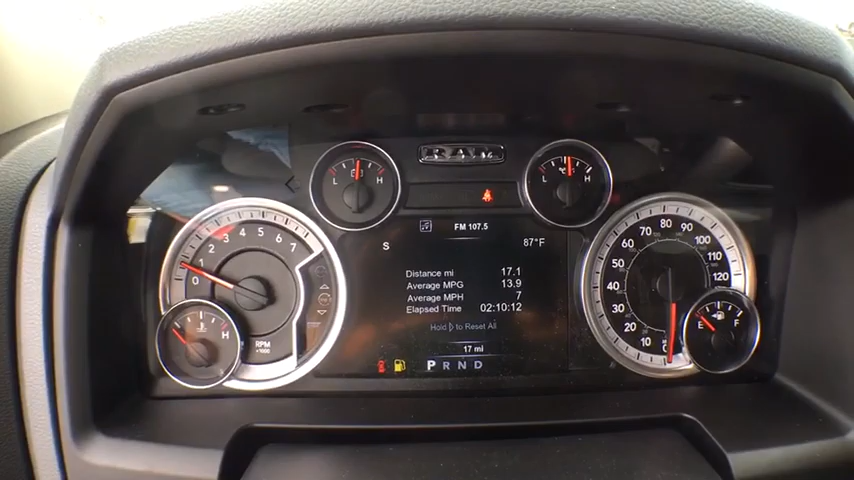 L H
RAM
L H
FM 107.5
S 87°F
Distance mi 17.1
Average MPG 13.9
Average MPH 7
Elapsed Time 02:10:12
Hold to Reset All
17 mi
P R N D
0 1 2 3 4 5 6 7
RPM
×1000
C H
0 10 20 30 40 50 60 70 80 90 100 110 120
E F